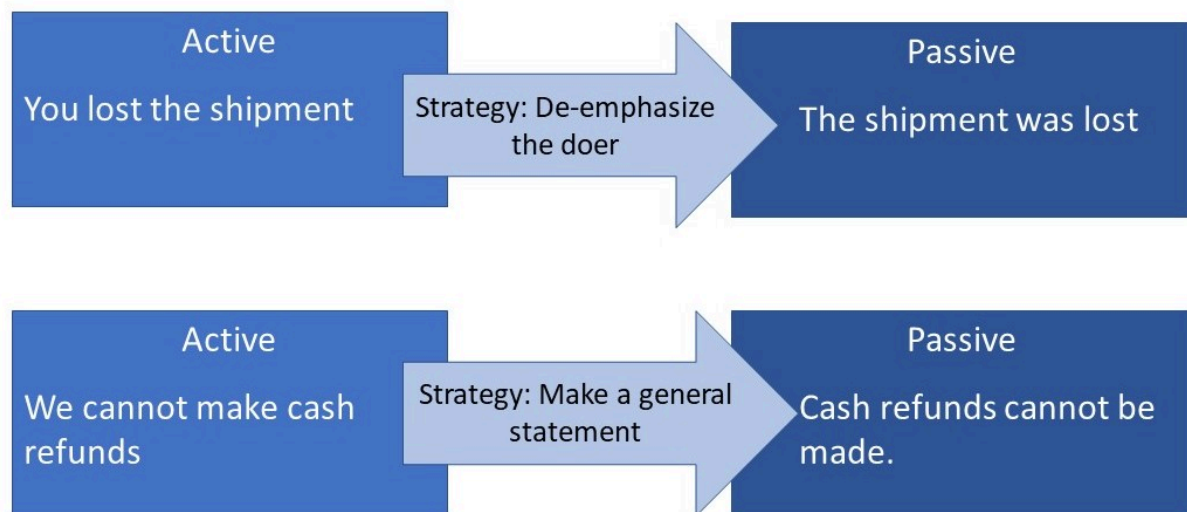 Active
You lost the shipment
Strategy: De-emphasize
the doer
Passive
The shipment was lost
Active
We cannot make cash
refunds
Strategy: Make a general
statement
Passive
Cash refunds cannot be
made.